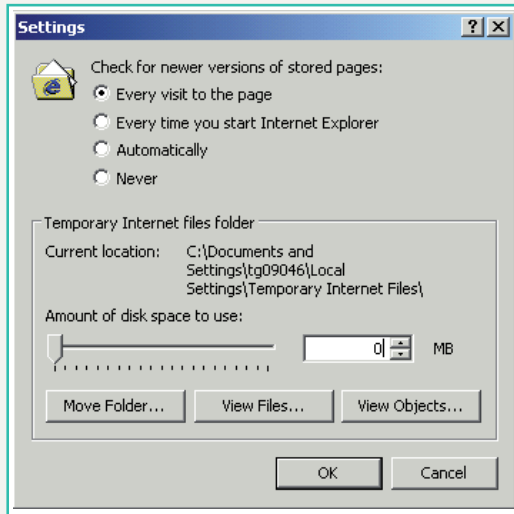 Settings
Check for newer versions of stored pages:
Every visit to the page
Every time you start Internet Explorer
Automatically
Never
Temporary Internet files folder
Current location: C:\Documents and
Settings\tg09046\Local
Settings\Temporary Internet Files\
Amount of disk space to use:
0 MB
Move Folder... View Files... View Objects...
OK Cancel